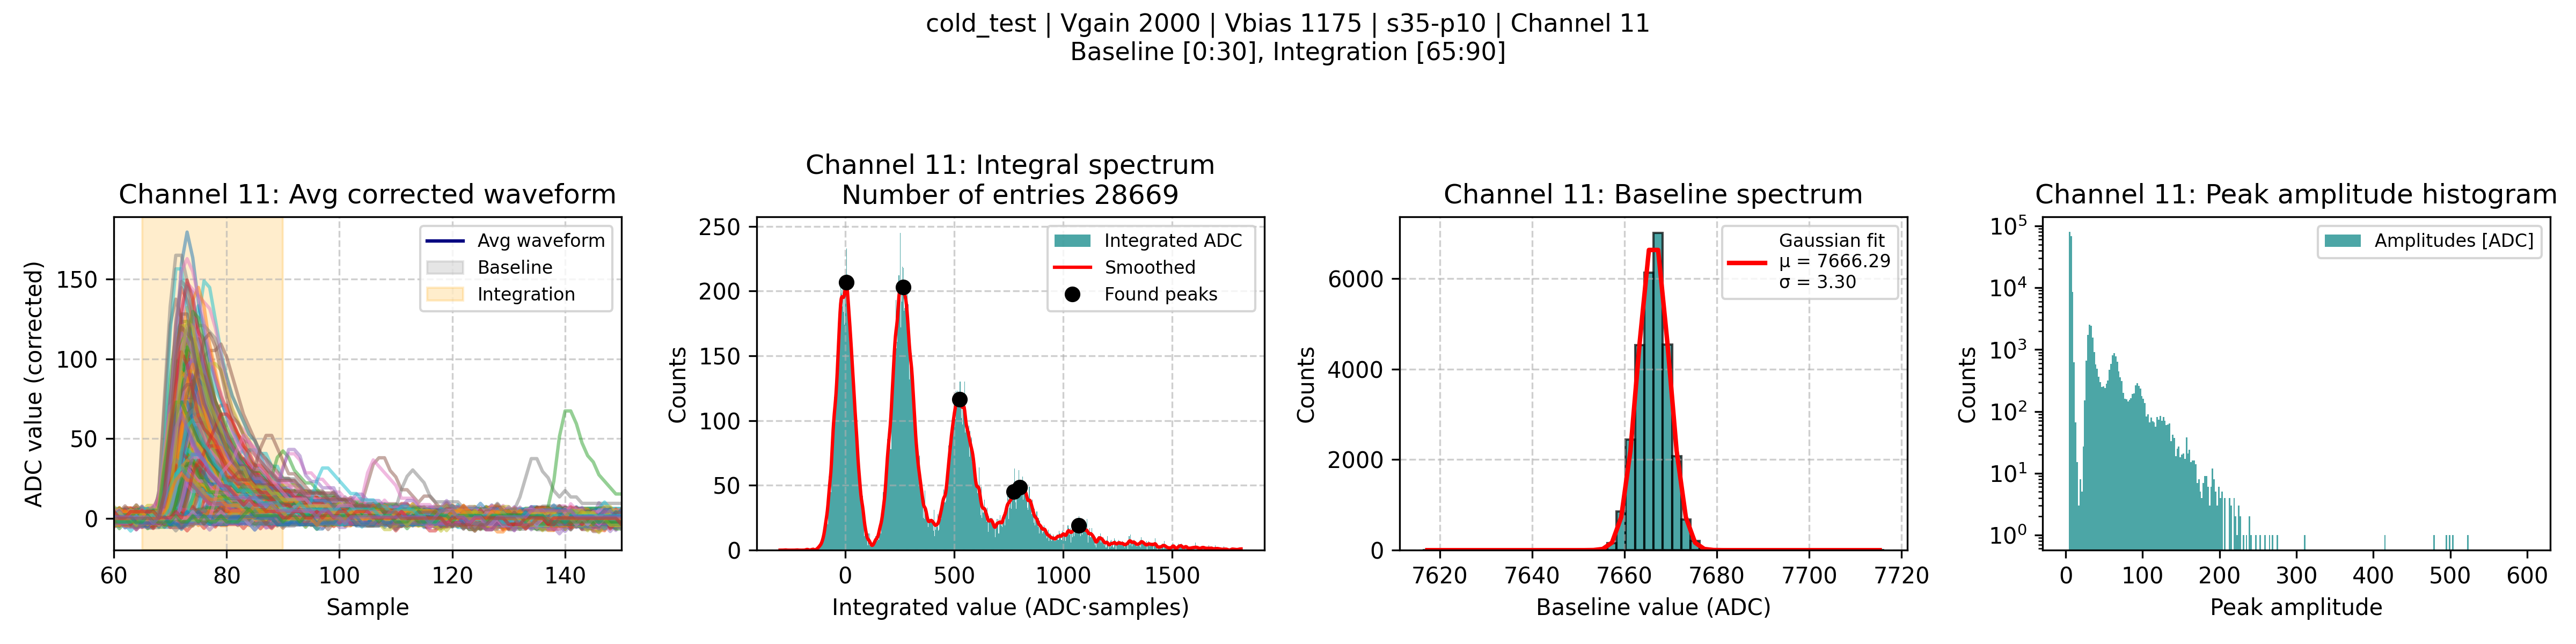 cold_test | Vgain 2000 | Vbias 1175 | s35-p10 | Channel 11
Baseline [0:30], Integration [65:90]
Channel 11: Avg corrected waveform
ADC value (corrected)
150
100
50
0
60
80
100
120
140
Sample
Avg waveform
Baseline
Integration
Channel 11: Integral spectrum
Number of entries 28669
Counts
250
200
150
100
50
0
0
500
1000
1500
Integrated value (ADC·samples)
Integrated ADC
Smoothed
Found peaks
Channel 11: Baseline spectrum
Counts
6000
4000
2000
0
7620
7640
7660
7680
7700
7720
Baseline value (ADC)
Gaussian fit
μ = 7666.29
σ = 3.30
Channel 11: Peak amplitude histogram
Counts
10⁵
10⁴
10³
10²
10¹
10⁰
0
100
200
300
400
500
600
Peak amplitude
Amplitudes [ADC]